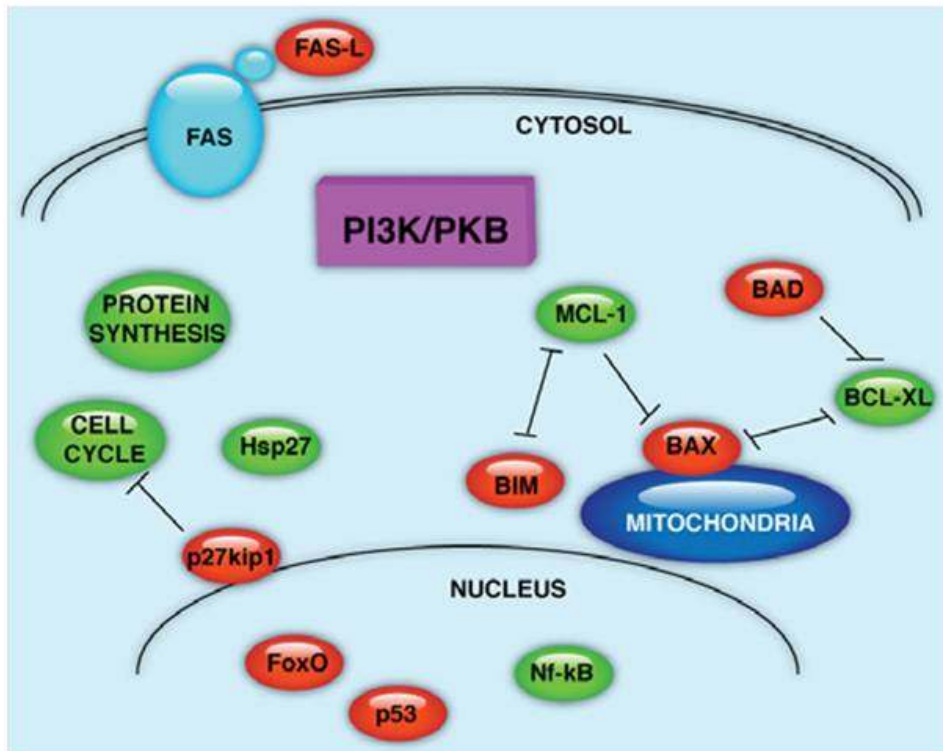 FAS-L
FAS
CYTOSOL
PI3K/PKB
BAD
PROTEIN
SYNTHESIS
MCL-1
BCL-XL
CELL
CYCLE
Hsp27
BAX
BIM
MITOCHONDRIA
p27kip1
NUCLEUS
FoxO
Nf-kB
p53